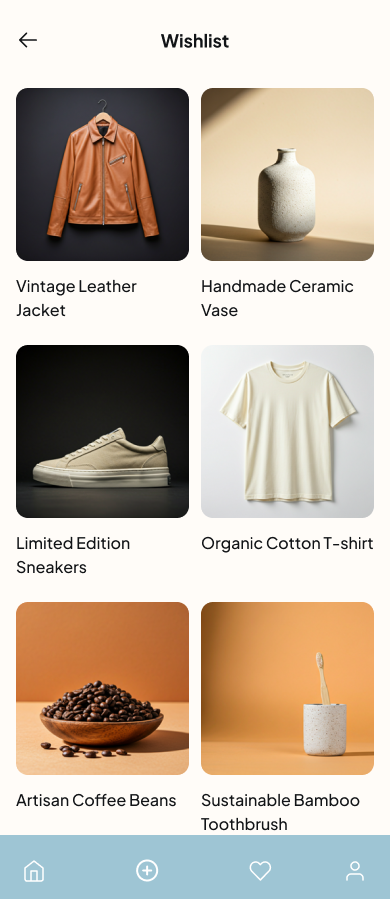 Wishlist
Vintage Leather
Jacket
Handmade Ceramic
Vase
Limited Edition
Sneakers
Organic Cotton T-shirt
Artisan Coffee Beans
Sustainable Bamboo
Toothbrush